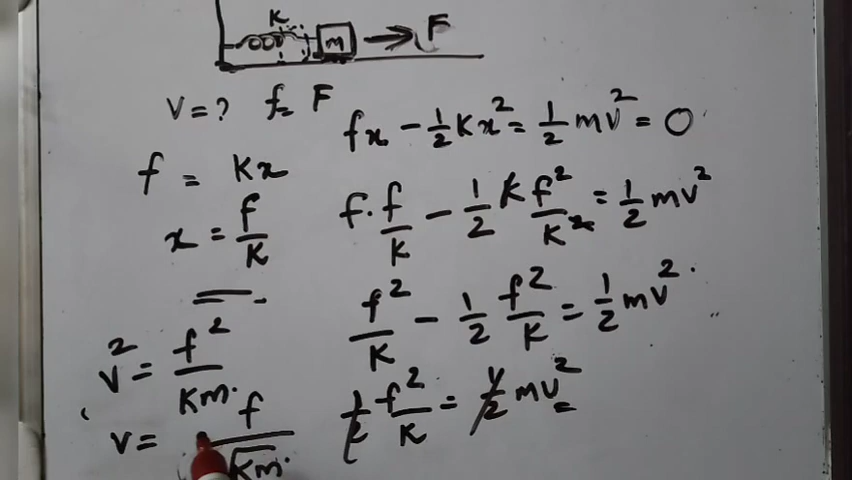 K
m F
V = ? f = F
fx - 1/2 Kx² = 1/2 mv² = 0
f = Kx
x = f/K
f · f/K - 1/2 K f²/K² = 1/2 mv²
f²/K - 1/2 f²/K = 1/2 mv².
v² = f²/Km.
1/2 f²/K = 1/2 mv²
v = f/√Km.